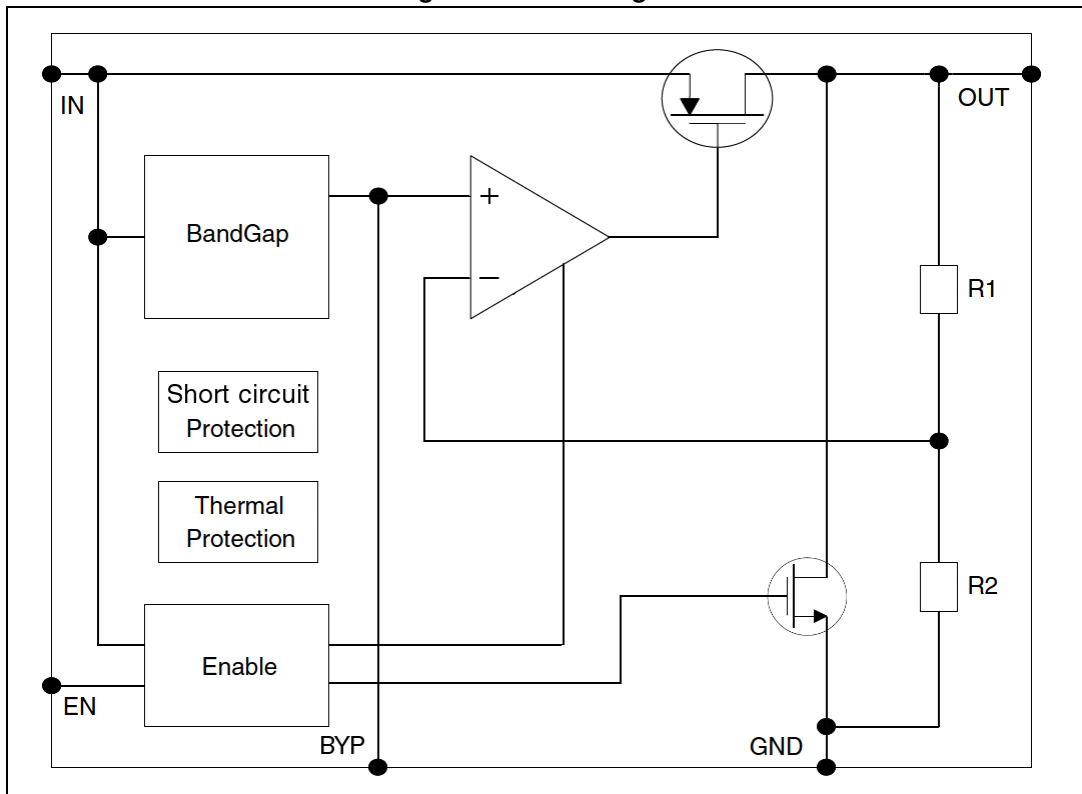 IN
OUT
BandGap
+
−
R1
Short circuit
Protection
Thermal
Protection
R2
Enable
EN
BYP
GND